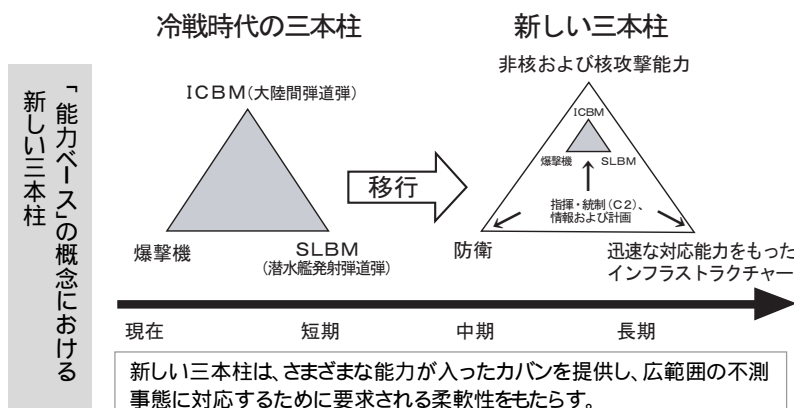 「能力ベース」の概念における
新しい三本柱
冷戦時代の三本柱
ICBM(大陸間弾道弾)
爆撃機
SLBM
(潜水艦発射弾道弾)
移行
新しい三本柱
非核および核攻撃能力
ICBM
爆撃機 SLBM
指揮・統制(C2)、
情報および計画
防衛
迅速な対応能力をもった
インフラストラクチャー
現在 短期 中期 長期
新しい三本柱は、さまざまな能力が入ったカバンを提供し、広範囲の不測
事態に対応するために要求される柔軟性をもたらす。